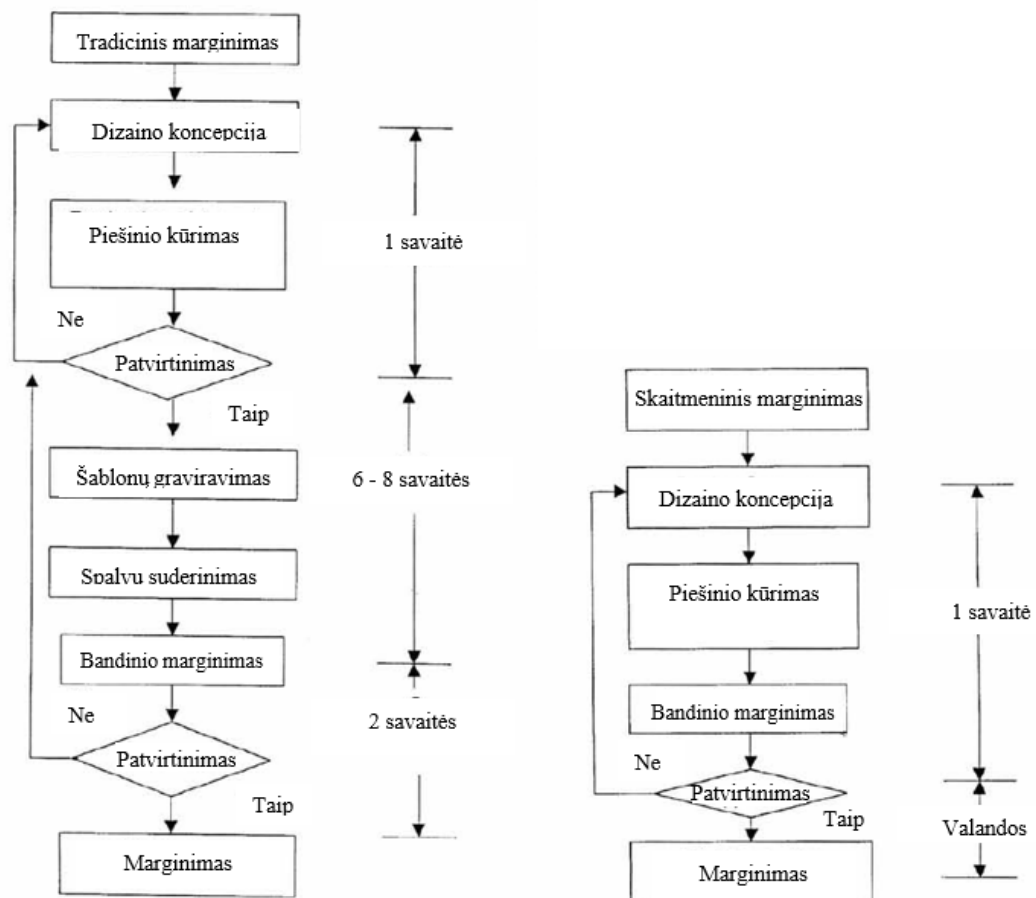 Tradicinis marginimas
Dizaino koncepcija
Piešinio kūrimas
1 savaitė
Ne
Patvirtinimas
Taip
Šablonų graviravimas
6 - 8 savaitės
Spalvu suderinimas
Bandinio marginimas
Ne
2 savaitės
Patvirtinimas
Taip
Marginimas
Skaitmeninis marginimas
Dizaino koncepcija
Piešinio kūrimas
1 savaitė
Bandinio marginimas
Ne
Patvirtinimas
Taip
Valandos
Marginimas